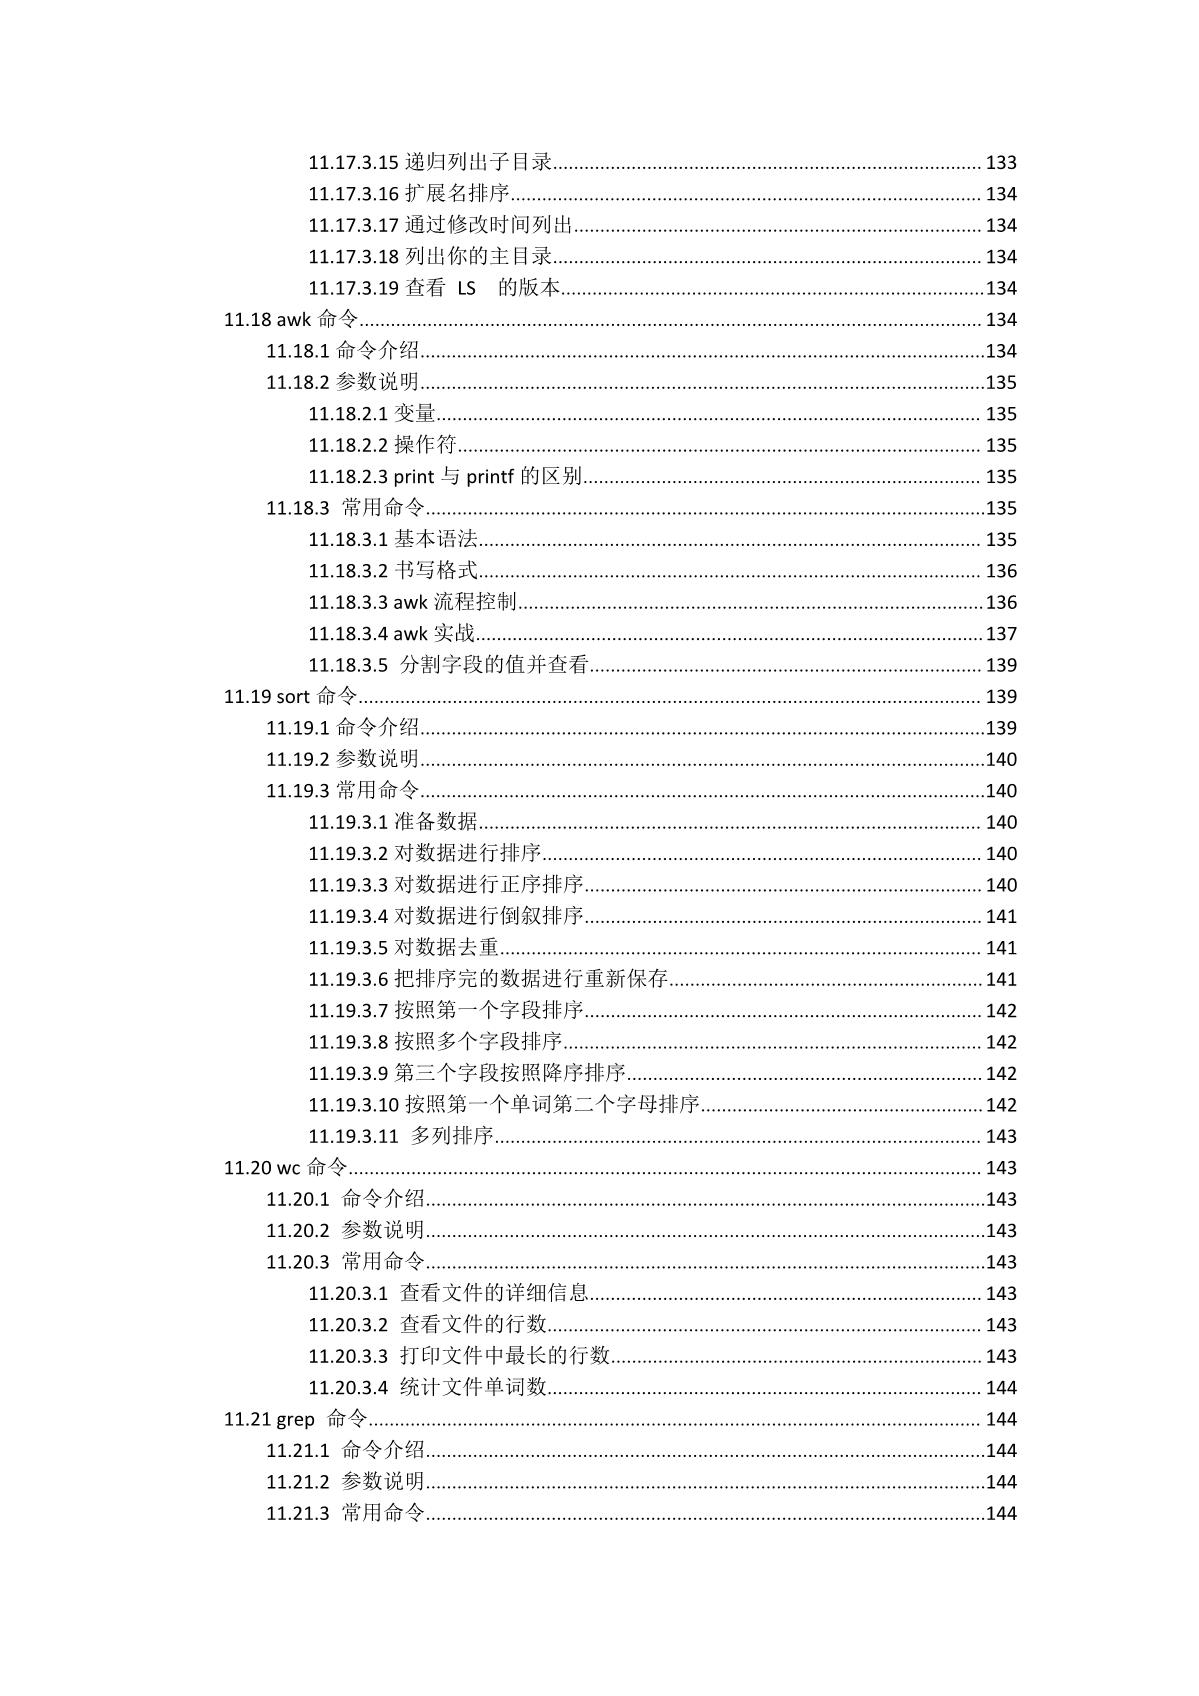 11.17.3.15 递归列出子目录................................................................................ 133
11.17.3.16 扩展名排序........................................................................................ 134
11.17.3.17 通过修改时间列出............................................................................ 134
11.17.3.18 列出你的主目录................................................................................ 134
11.17.3.19 查看 LS 的版本................................................................................134
11.18 awk 命令...................................................................................................................... 134
11.18.1 命令介绍...........................................................................................................134
11.18.2 参数说明...........................................................................................................135
11.18.2.1 变量...................................................................................................... 135
11.18.2.2 操作符.................................................................................................. 135
11.18.2.3 print 与 printf 的区别.......................................................................... 135
11.18.3 常用命令..........................................................................................................135
11.18.3.1 基本语法.............................................................................................. 135
11.18.3.2 书写格式.............................................................................................. 136
11.18.3.3 awk 流程控制.......................................................................................136
11.18.3.4 awk 实战...............................................................................................137
11.18.3.5 分割字段的值并查看......................................................................... 139
11.19 sort 命令...................................................................................................................... 139
11.19.1 命令介绍...........................................................................................................139
11.19.2 参数说明...........................................................................................................140
11.19.3 常用命令...........................................................................................................140
11.19.3.1 准备数据.............................................................................................. 140
11.19.3.2 对数据进行排序.................................................................................. 140
11.19.3.3 对数据进行正序排序.......................................................................... 140
11.19.3.4 对数据进行倒叙排序.......................................................................... 141
11.19.3.5 对数据去重.......................................................................................... 141
11.19.3.6 把排序完的数据进行重新保存.......................................................... 141
11.19.3.7 按照第一个字段排序.......................................................................... 142
11.19.3.8 按照多个字段排序.............................................................................. 142
11.19.3.9 第三个字段按照降序排序.................................................................. 142
11.19.3.10 按照第一个单词第二个字母排序.................................................... 142
11.19.3.11 多列排序........................................................................................... 143
11.20 wc 命令........................................................................................................................ 143
11.20.1 命令介绍..........................................................................................................143
11.20.2 参数说明..........................................................................................................143
11.20.3 常用命令..........................................................................................................143
11.20.3.1 查看文件的详细信息......................................................................... 143
11.20.3.2 查看文件的行数................................................................................. 143
11.20.3.3 打印文件中最长的行数..................................................................... 143
11.20.3.4 统计文件单词数................................................................................. 144
11.21 grep 命令.................................................................................................................... 144
11.21.1 命令介绍..........................................................................................................144
11.21.2 参数说明..........................................................................................................144
11.21.3 常用命令..........................................................................................................144